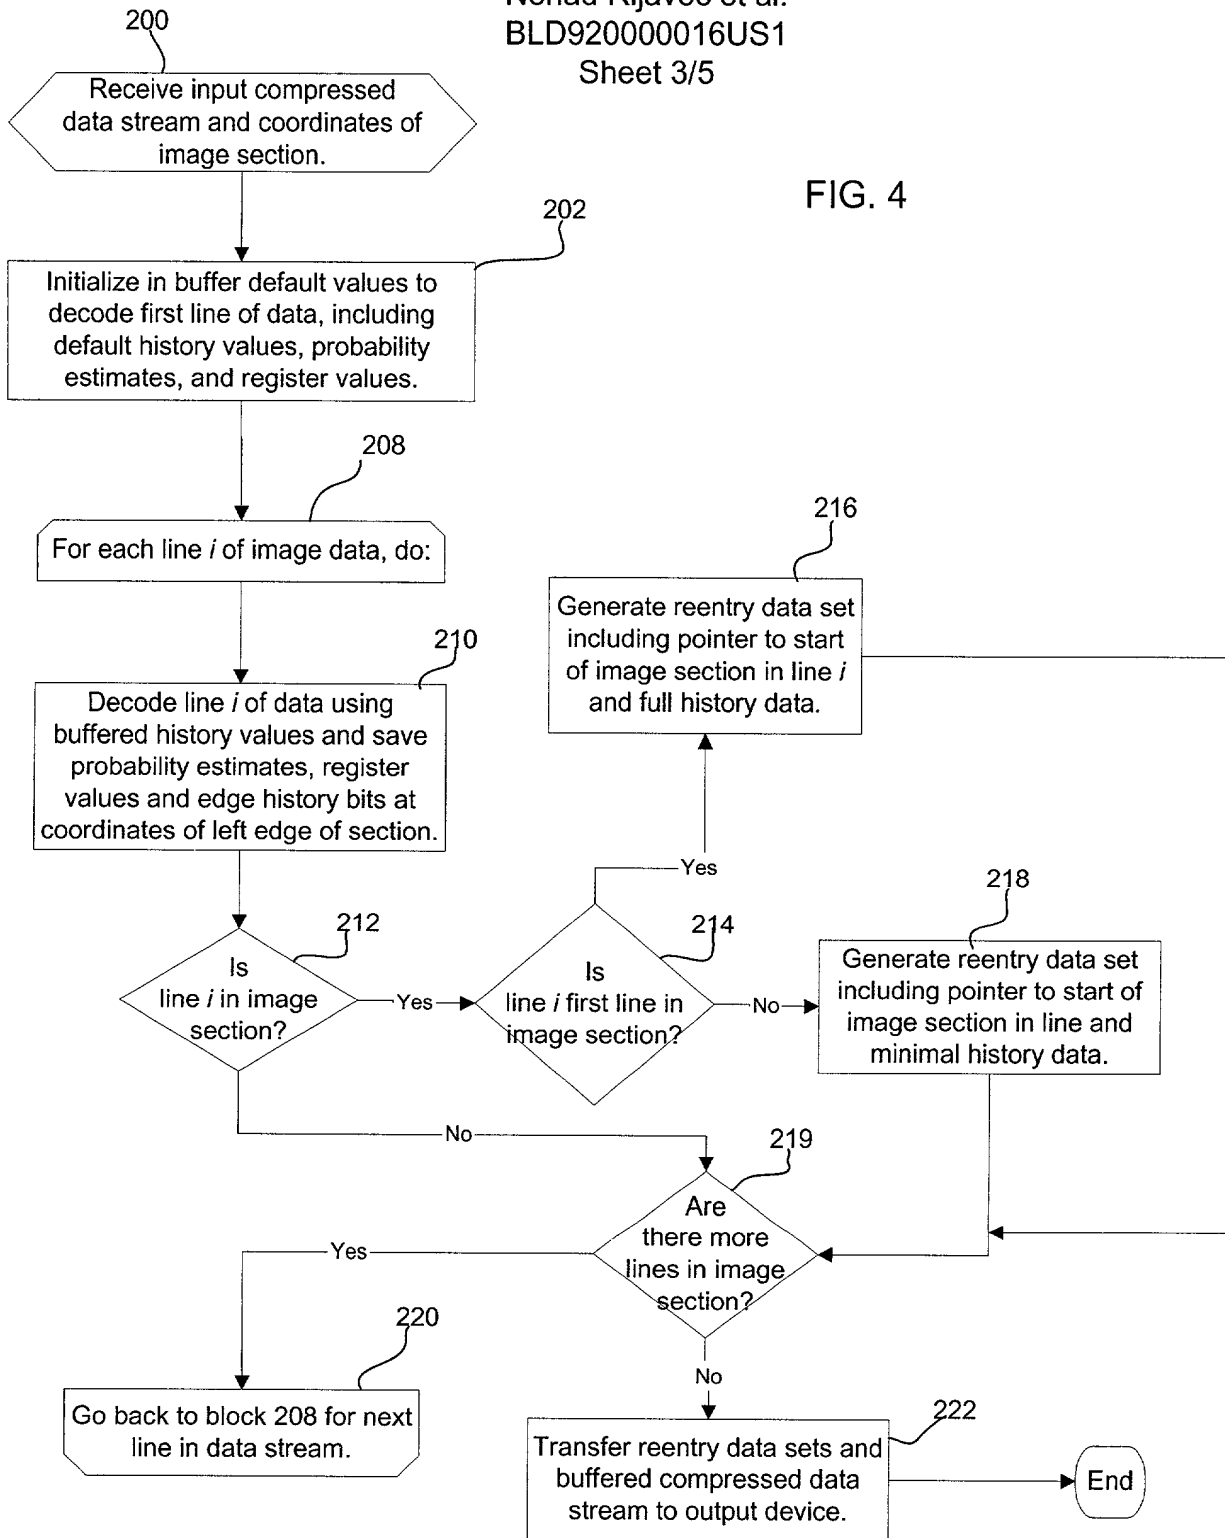 200
BLD920000016US1
Sheet 3/5
Receive input compressed
data stream and coordinates of
image section.
FIG. 4
202
Initialize in buffer default values to
decode first line of data, including
default history values, probability
estimates, and register values.
208
For each line i of image data, do:
216
Generate reentry data set
including pointer to start
of image section in line i
and full history data.
210
Decode line i of data using
buffered history values and save
probability estimates, register
values and edge history bits at
coordinates of left edge of section.
Yes
212
Is
line i in image
section?
Yes
214
Is
line i first line in
image section?
No
218
Generate reentry data set
including pointer to start of
image section in line and
minimal history data.
No
219
Are
there more
lines in image
section?
Yes
No
220
Go back to block 208 for next
line in data stream.
222
Transfer reentry data sets and
buffered compressed data
stream to output device.
End